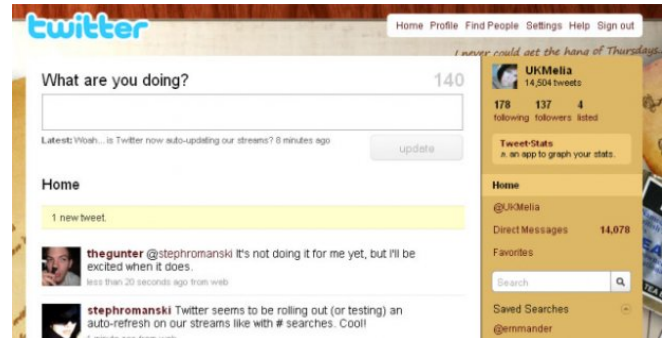 twitter
Home Profile Find People Settings Help Sign out
I never could get the hang of Thursdays.
What are you doing? 140
Latest: Woah... is Twitter now auto-updating our streams? 8 minutes ago
update
Home
1 new tweet.
thegunter @stephromanski It's not doing it for me yet, but I'll be
excited when it does.
less than 20 seconds ago from web
stephromanski Twitter seems to be rolling out (or testing) an
auto-refresh on our streams like with # searches. Cool!
UKMelia
14,504 tweets
178 137 4
following followers listed
Tweet•Stats
an app to graph your stats.
Home
@UKMelia
Direct Messages 14,078
Favorites
Search
Saved Searches
@ernmander